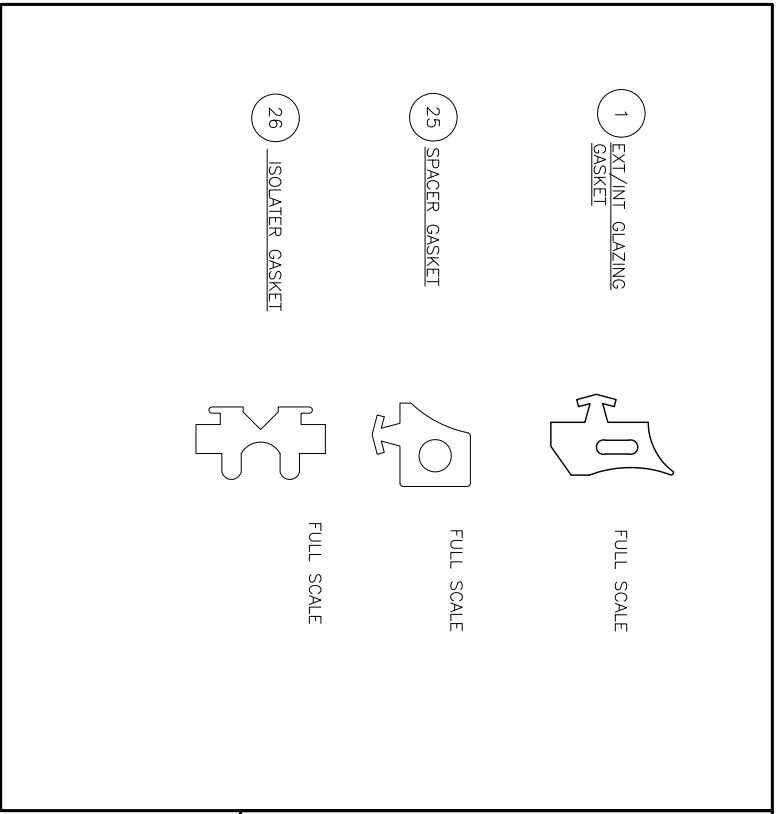 1
EXT/INT GLAZING
GASKET
FULL SCALE
25
SPACER GASKET
FULL SCALE
26
ISOLATER GASKET
FULL SCALE